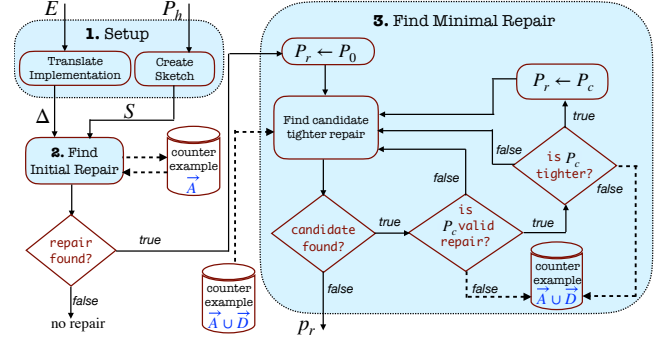 E
P_h
1. Setup
Translate
Implementation
Create
Sketch
Δ
S
2. Find
Initial Repair
counter
example
A⃗
repair
found?
true
false
no repair
counter
example
A⃗ ∪ D⃗
3. Find Minimal Repair
P_r ← P_0
Find candidate
tighter repair
P_r ← P_c
true
is P_c
tighter?
false
false
false
candidate
found?
true
is
P_c valid
repair?
true
false
false
counter
example
A⃗ ∪ D⃗
p_r